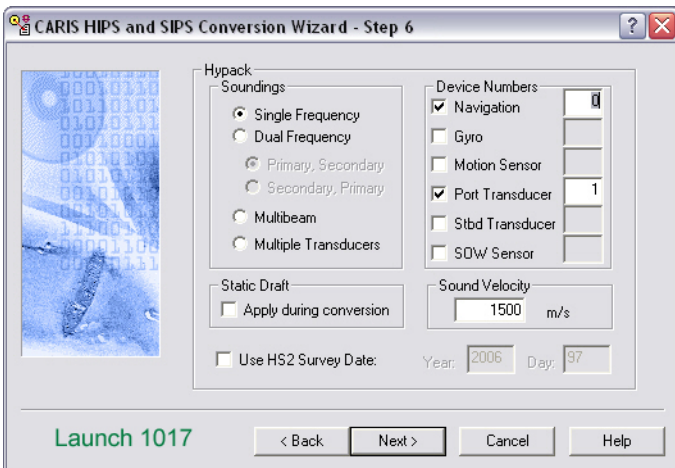 CARIS HIPS and SIPS Conversion Wizard - Step 6
Hypack
Soundings
Single Frequency
Dual Frequency
Primary, Secondary
Secondary, Primary
Multibeam
Multiple Transducers
Device Numbers
Navigation 0
Gyro
Motion Sensor
Port Transducer 1
Stbd Transducer
SOW Sensor
Static Draft
Apply during conversion
Sound Velocity
1500 m/s
Use HS2 Survey Date: Year: 2006 Day: 97
Launch 1017
< Back Next > Cancel Help